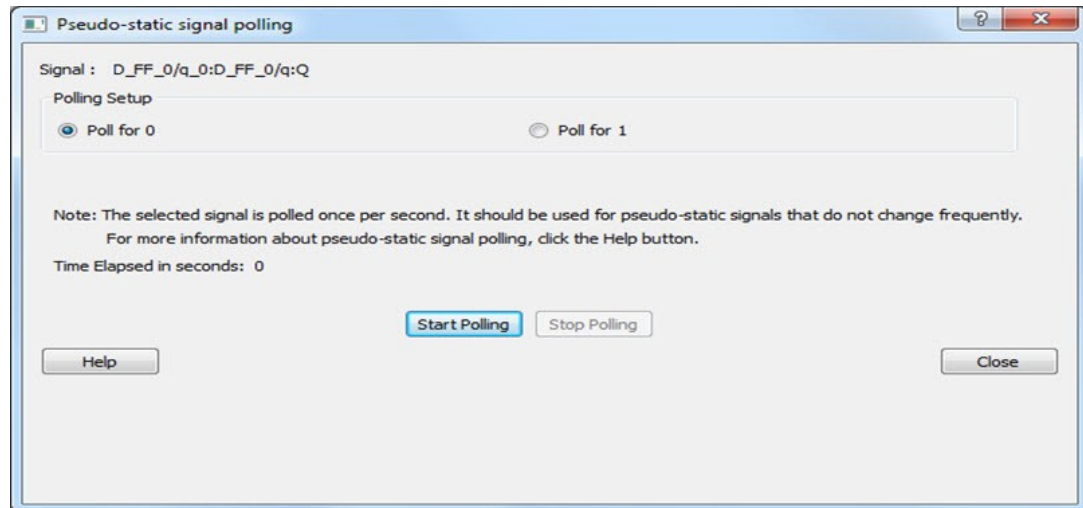 Pseudo-static signal polling
Signal : D_FF_0/q_0:D_FF_0/q:Q
Polling Setup
Poll for 0 Poll for 1
Note: The selected signal is polled once per second. It should be used for pseudo-static signals that do not change frequently.
For more information about pseudo-static signal polling, click the Help button.
Time Elapsed in seconds: 0
Start Polling Stop Polling
Help Close